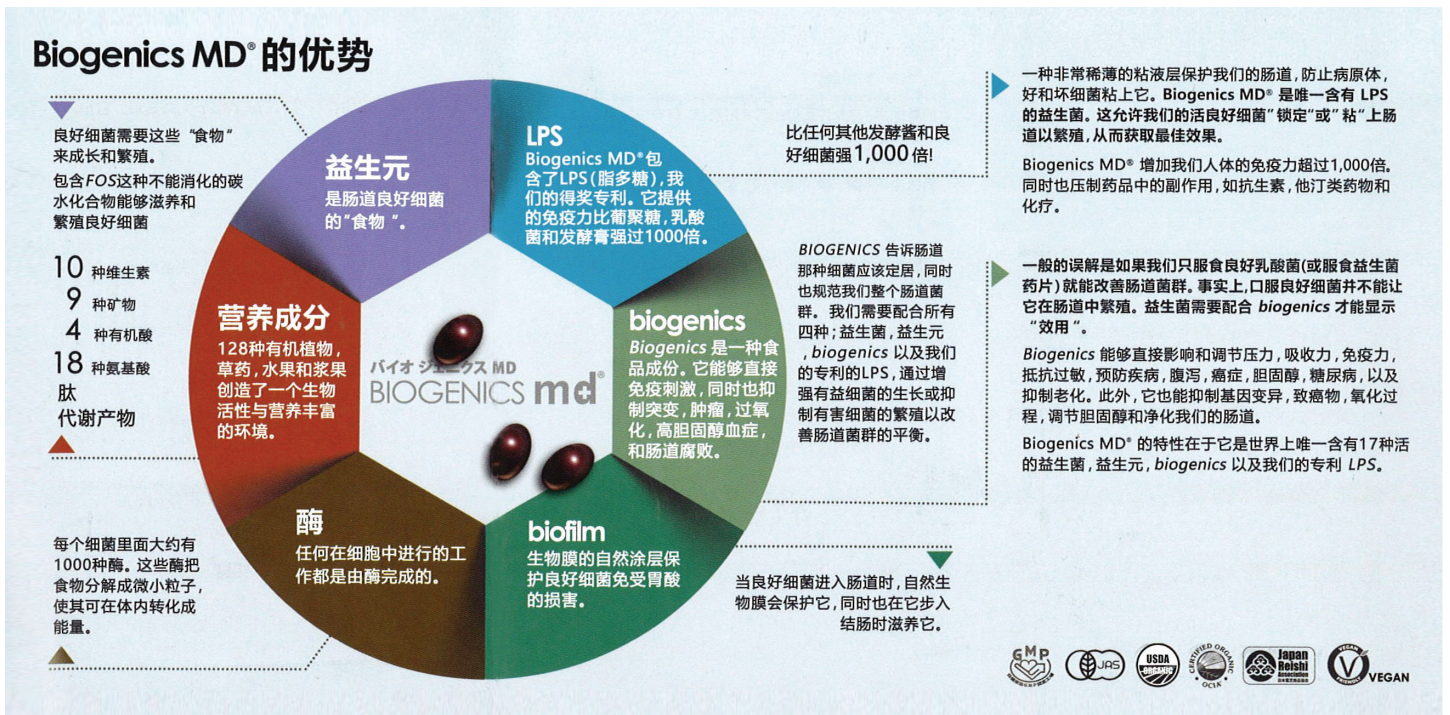 Biogenics MD® 的优势
良好细菌需要这些 “食物“
来成长和繁殖。
包含FOS这种不能消化的碳
水化合物能够滋养和
繁殖良好细菌
10 种维生素
9 种矿物
4 种有机酸
18 种氨基酸
肽
代谢产物
每个细菌里面大约有
1000种酶。这些酶把
食物分解成微小粒子，
使其可在体内转化成
能量。
益生元
是肠道良好细菌
的“食物 “。
LPS
Biogenics MD®包
含了LPS(脂多糖)，我
们的得奖专利。它提供
的免疫力比葡聚糖，乳酸
菌和发酵膏强过1000倍。
营养成分
128种有机植物，
草药，水果和浆果
创造了一个生物
活性与营养丰富
的环境。
バイオ ジェニクス MD
BIOGENICS md®
biogenics
Biogenics 是一种食
品成份。它能够直接
免疫刺激，同时也抑
制突变，肿瘤，过氧
化，高胆固醇血症，
和肠道腐败。
酶
任何在细胞中进行的工
作都是由酶完成的。
biofilm
生物膜的自然涂层保
护良好细菌免受胃酸
的损害。
比任何其他发酵酱和良
好细菌强1,000倍!
BIOGENICS 告诉肠道
那种细菌应该定居，同时
也规范我们整个肠道菌
群。 我们需要配合所有
四种；益生菌，益生元
，biogenics 以及我们
的专利的LPS，通过增
强有益细菌的生长或抑
制有害细菌的繁殖以改
善肠道菌群的平衡。
当良好细菌进入肠道时，自然生
物膜会保护它，同时也在它步入
结肠时滋养它。
一种非常稀薄的粘液层保护我们的肠道，防止病原体，
好和坏细菌粘上它。Biogenics MD® 是唯一含有 LPS
的益生菌。这允许我们的活良好细菌”锁定”或”粘”上肠
道以繁殖，从而获取最佳效果。
Biogenics MD® 增加我们人体的免疫力超过1,000倍。
同时也压制药品中的副作用，如抗生素，他汀类药物和
化疗。
一般的误解是如果我们只服食良好乳酸菌(或服食益生菌
药片)就能改善肠道菌群。事实上，口服良好细菌并不能让
它在肠道中繁殖。益生菌需要配合 biogenics 才能显示
“效用 “。
Biogenics 能够直接影响和调节压力，吸收力，免疫力，
抵抗过敏，预防疾病，腹泻，癌症，胆固醇，糖尿病，以及
抑制老化。此外，它也能抑制基因变异，致癌物，氧化过
程，调节胆固醇和净化我们的肠道。
Biogenics MD® 的特性在于它是世界上唯一含有17种活
的益生菌，益生元，biogenics 以及我们的专利 LPS。
GMP
JAS
USDA
ORGANIC
CERTIFIED ORGANIC
OCIA
Japan
Reishi
Association
VEGAN
FRIENDLY
VEGAN